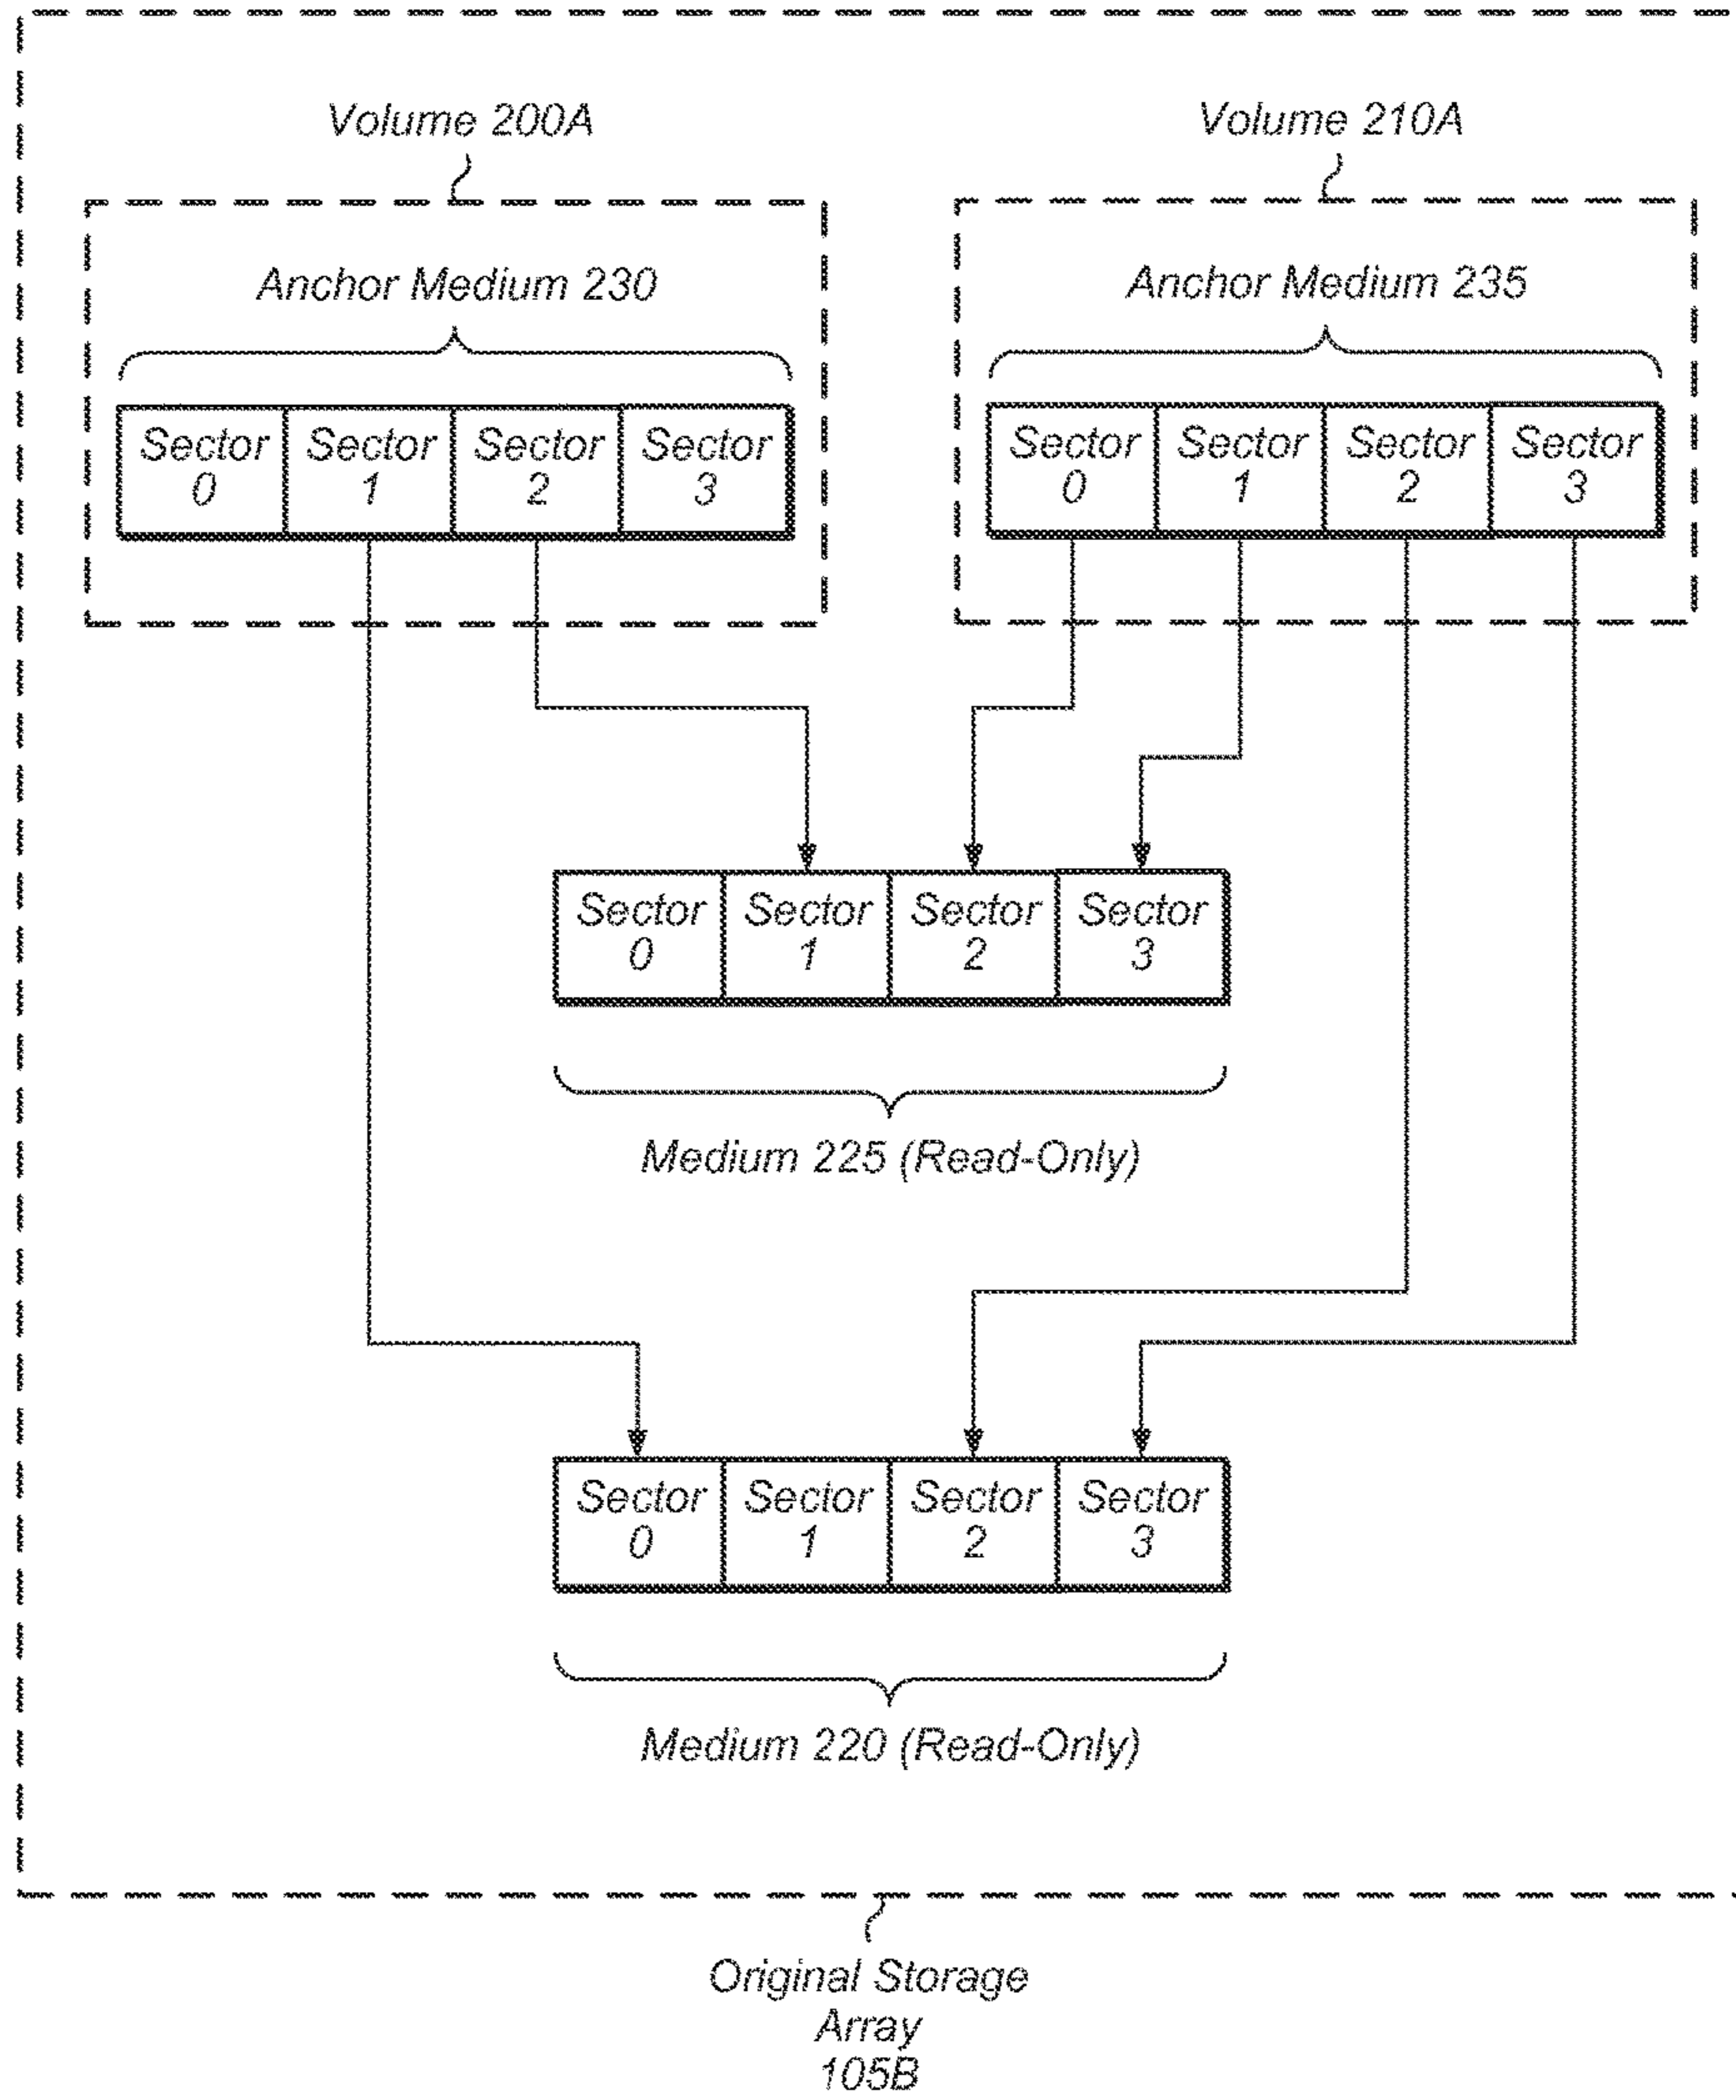 Volume 200A
Volume 210A
Anchor Medium 230
Anchor Medium 235
Sector 0
Sector 1
Sector 2
Sector 3
Sector 0
Sector 1
Sector 2
Sector 3
Sector 0
Sector 1
Sector 2
Sector 3
Medium 225 (Read-Only)
Sector 0
Sector 1
Sector 2
Sector 3
Medium 220 (Read-Only)
Original Storage
Array
105B